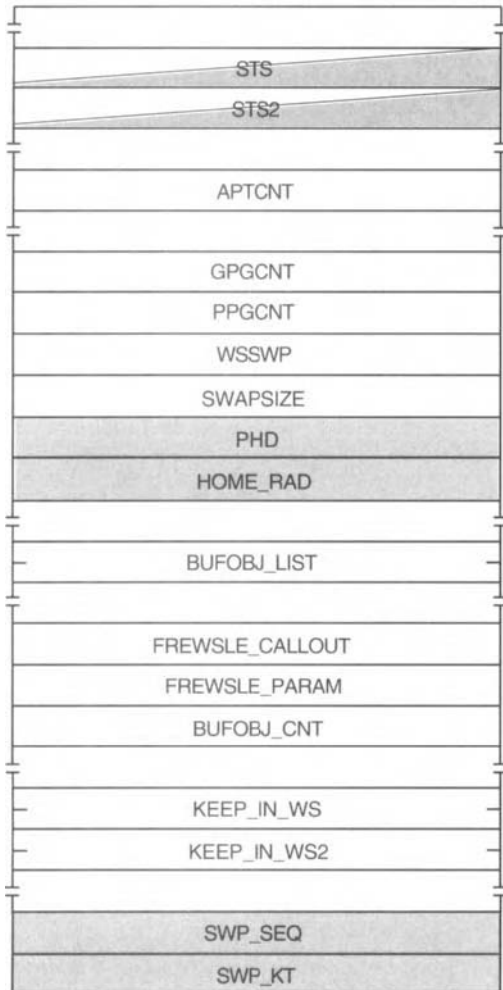 STS
STS2
APTCNT
GPGCNT
PPGCNT
WSSWP
SWAPSIZE
PHD
HOME_RAD
BUFOBJ_LIST
FREWSLE_CALLOUT
FREWSLE_PARAM
BUFOBJ_CNT
KEEP_IN_WS
KEEP_IN_WS2
SWP_SEQ
SWP_KT